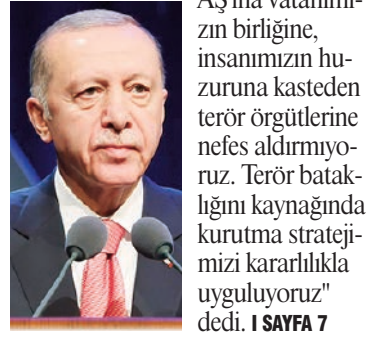 zın birliğine,
insanımızın hu-
zuruna kasteden
terör örgütlerine
nefes aldırmıyo-
ruz. Terör batak-
lığını kaynağında
kurutma strateji-
mizi kararlılıkla
uyguluyoruz"
dedi. I SAYFA 7